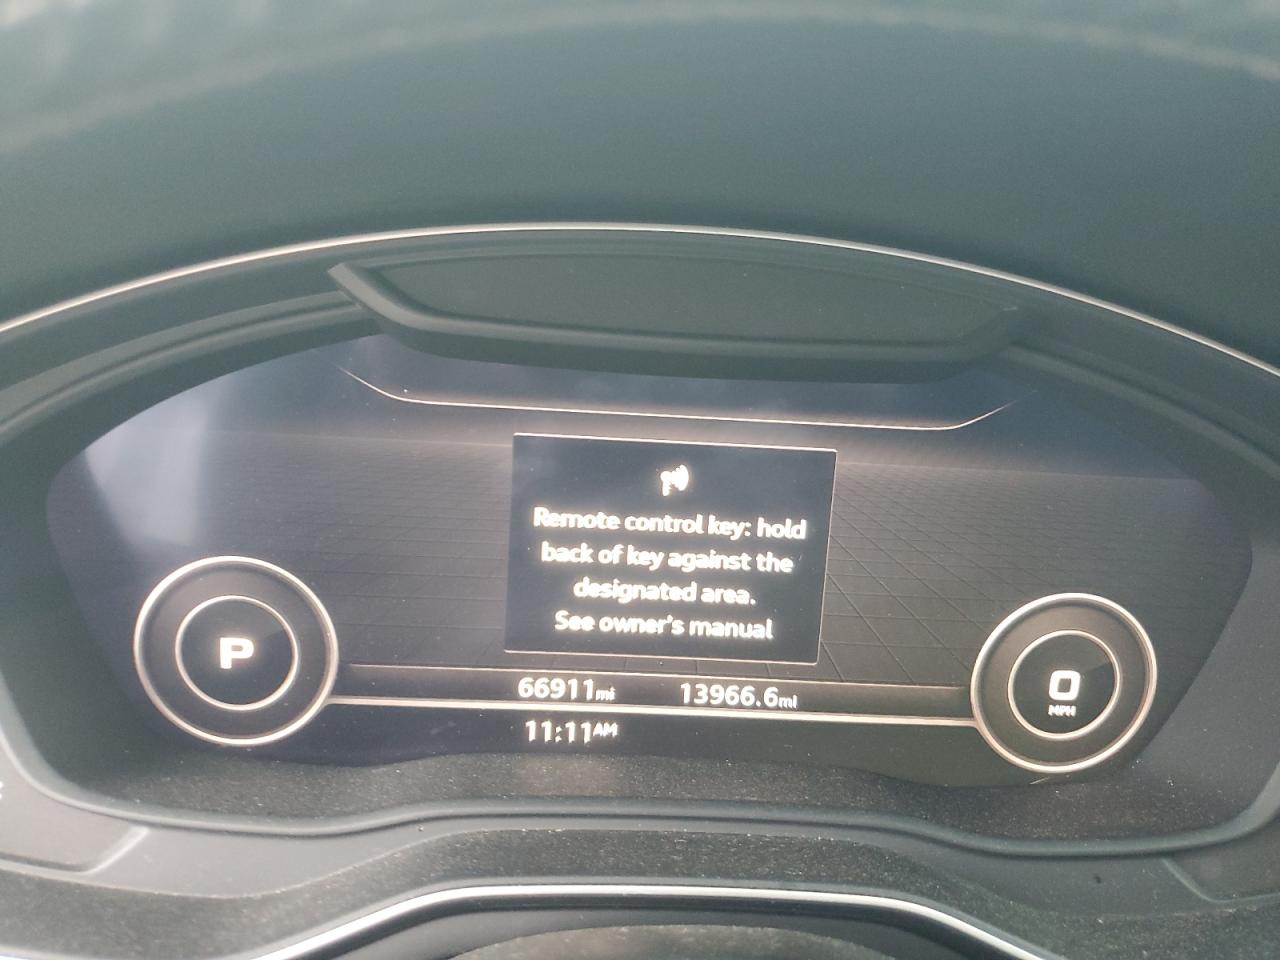 Remote control key: hold
back of key against the
designated area.
See owner's manual
P
0
MPH
66911mi 13966.6mi
11:11AM